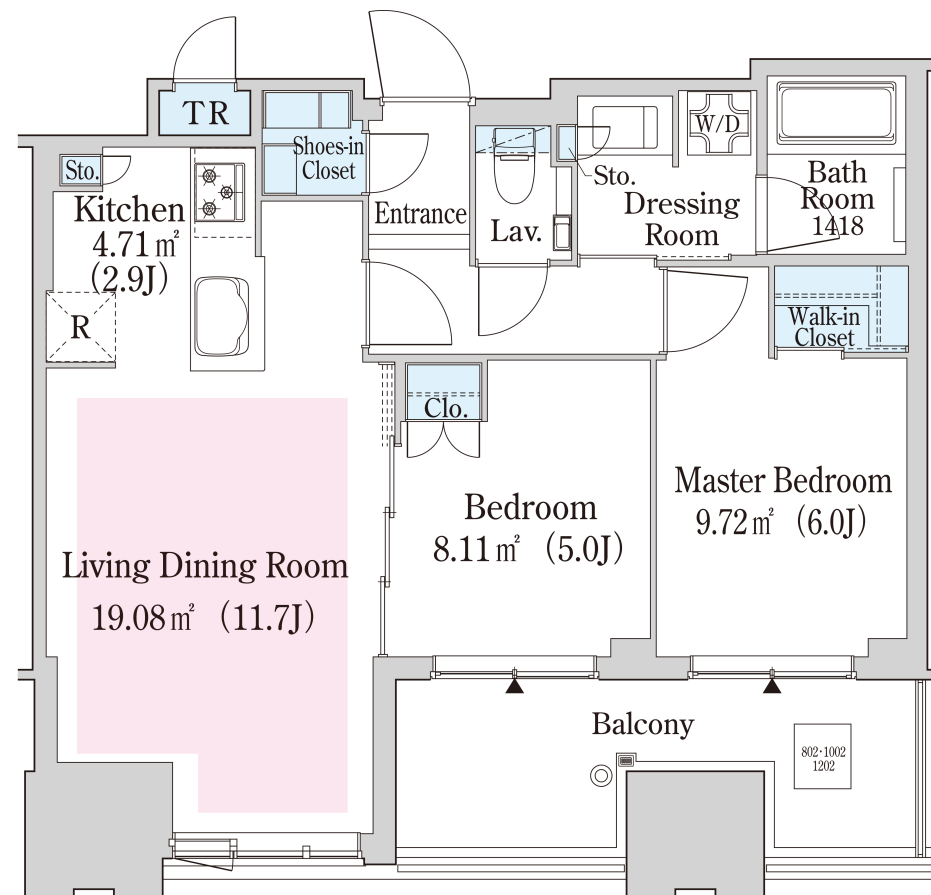 TR
Shoes-in
Closet
Sto.
Kitchen
4.71㎡
(2.9J)
R
Entrance
Lav.
Sto.
W/D
Dressing
Room
Bath
Room
1418
Walk-in
Closet
Clo.
Living Dining Room
19.08㎡ (11.7J)
Bedroom
8.11㎡ (5.0J)
Master Bedroom
9.72㎡ (6.0J)
Balcony
802・1002
1202